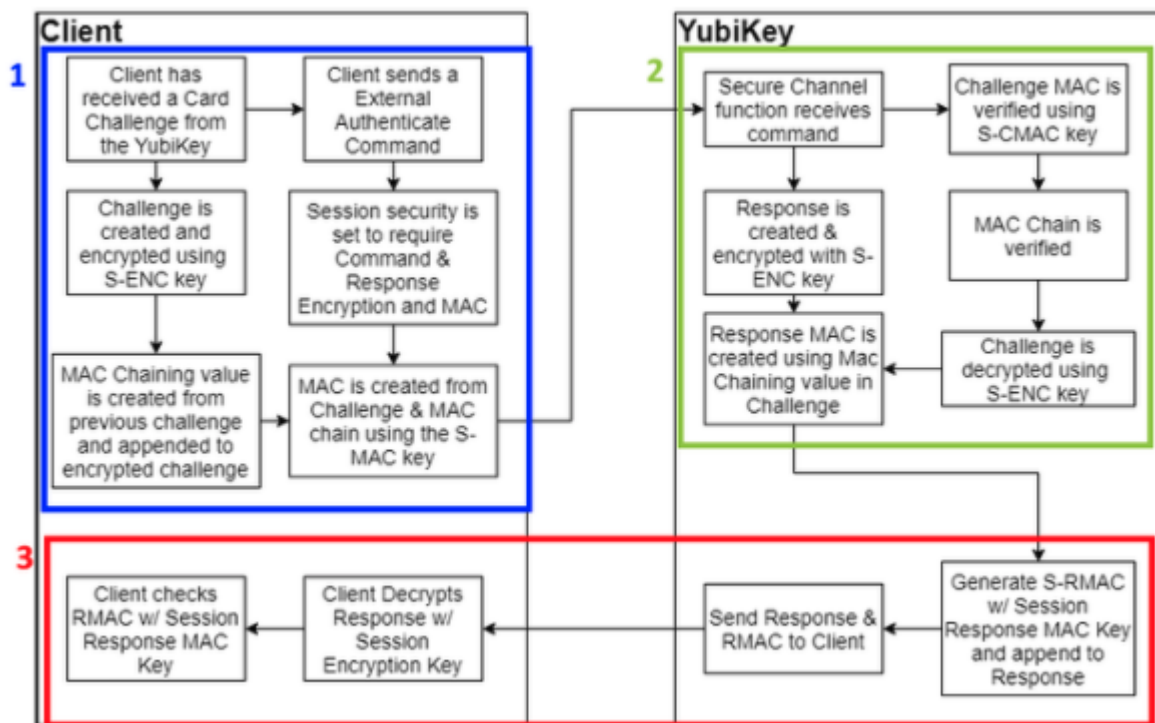 Client
1
Client has
received a Card
Challenge from
the YubiKey
Client sends a
External
Authenticate
Command
Challenge is
created and
encrypted using
S-ENC key
Session security is
set to require
Command &
Response
Encryption and MAC
MAC Chaining value
is created from
previous challenge
and appended to
encrypted challenge
MAC is created from
Challenge & MAC
chain using the S-
MAC key
YubiKey
2
Secure Channel
function receives
command
Challenge MAC is
verified using
S-CMAC key
Response is
created &
encrypted with S-
ENC key
MAC Chain is
verified
Response MAC is
created using Mac
Chaining value in
Challenge
Challenge is
decrypted using
S-ENC key
3
Client checks
RMAC w/ Session
Response MAC
Key
Client Decrypts
Response w/
Session
Encryption Key
Send Response &
RMAC to Client
Generate S-RMAC
w/ Session
Response MAC Key
and append to
Response